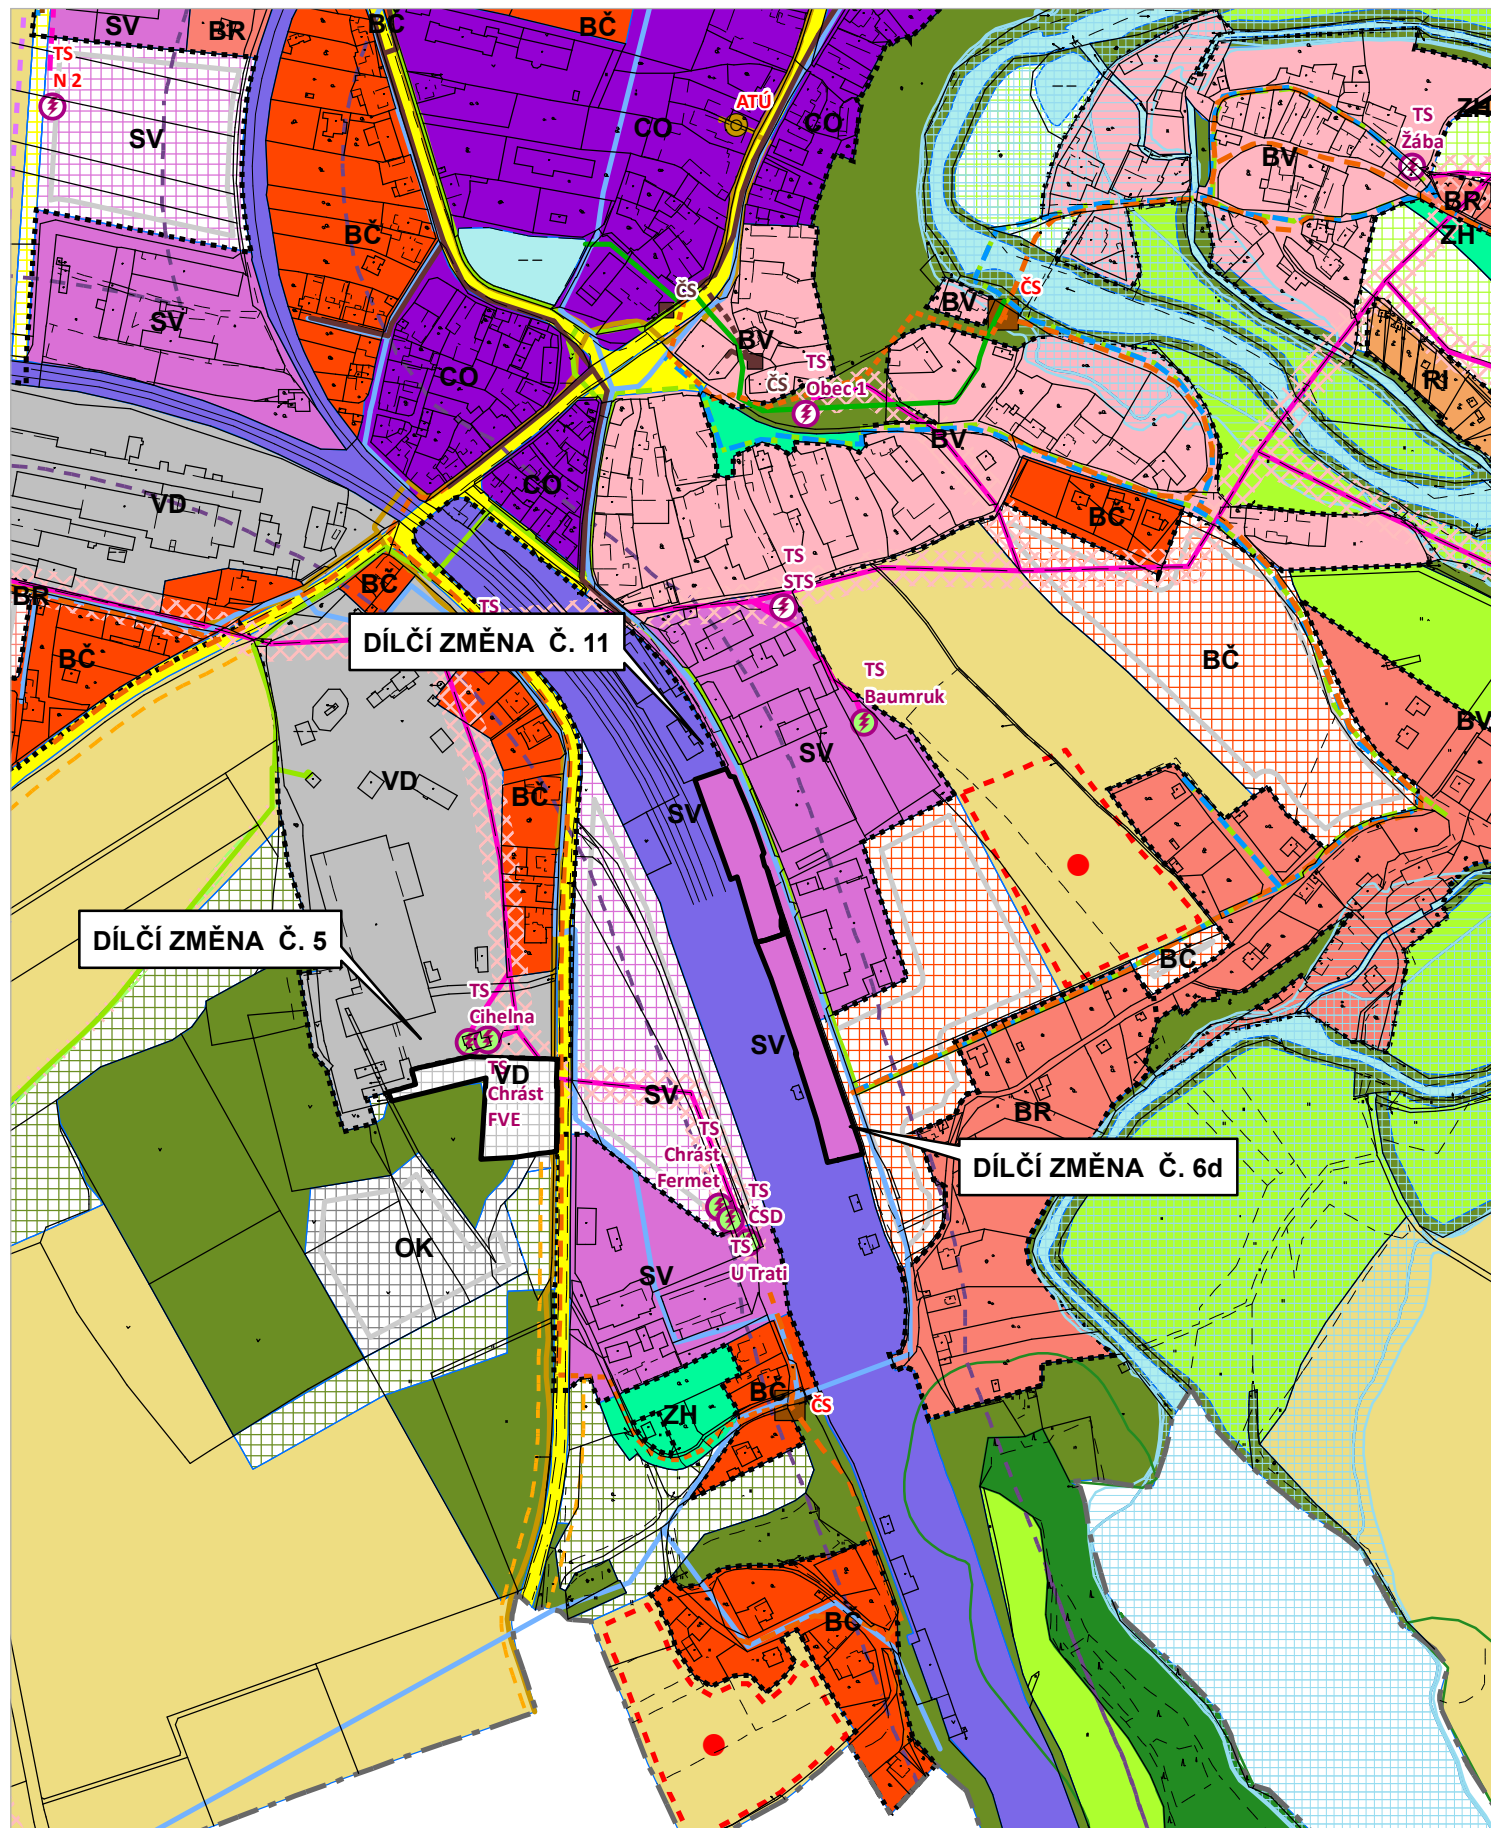 SV
BR
BČ
BČ
TS
N 2
ATÚ
CO
CO
TS
Žába
ZH
SV
BV
BR
ZH
BČ
ČS
BV
ČS
SV
BV
TS
Obec 1
ČS
CO
RI
BV
CO
VD
BČ
TS
STS
BČ
BR
TS
DÍLČÍ ZMĚNA Č. 11
BČ
BČ
TS
Baumruk
BV
SV
VD
BČ
SV
DÍLČÍ ZMĚNA Č. 5
BČ
TS
Cihelna
SV
TS
VD
Chrást
FVE
SV
BR
TS
Chrást
Fermet
DÍLČÍ ZMĚNA Č. 6d
TS
ČSD
OK
TS
U Trati
SV
BČ
ČS
ZH
BČ